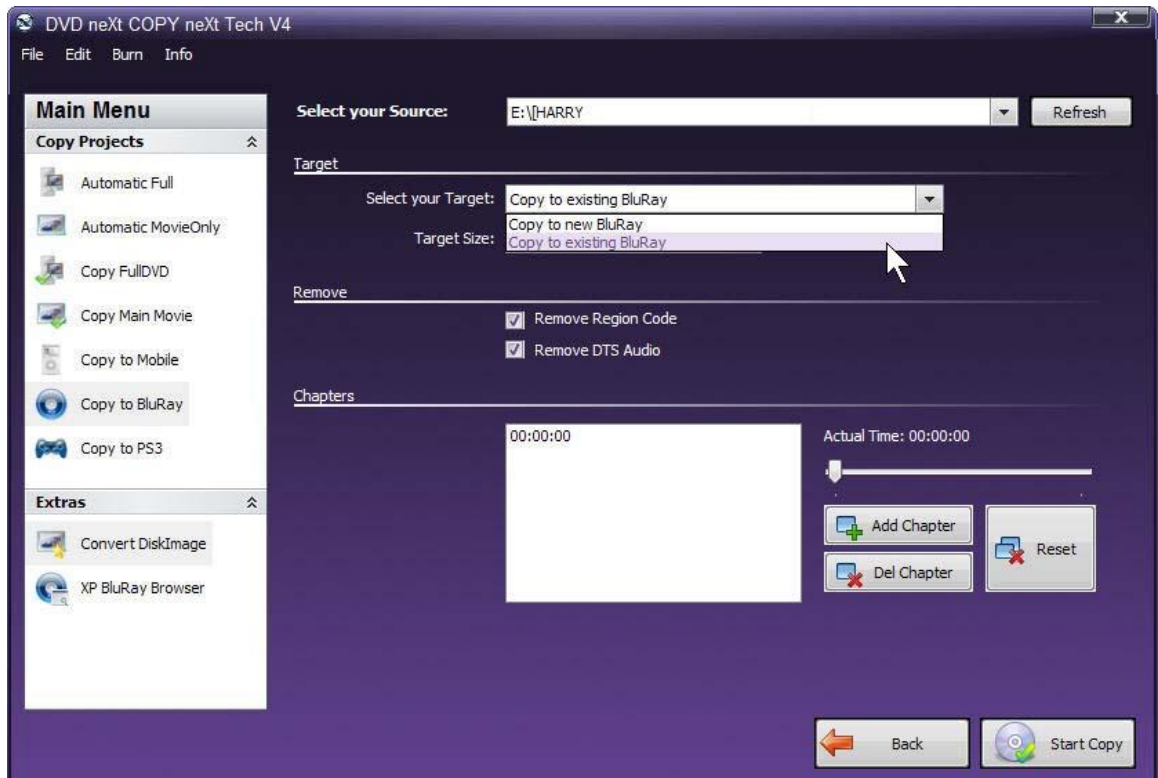 DVD neXt COPY neXt Tech V4
X
File Edit Burn Info
Main Menu
Copy Projects
Automatic Full
Automatic MovieOnly
Copy FullDVD
Copy Main Movie
Copy to Mobile
Copy to BluRay
Copy to PS3
Extras
Convert DiskImage
XP BluRay Browser
Select your Source: E:\[HARRY
Refresh
Target
Select your Target: Copy to existing BluRay
Copy to new BluRay
Target Size: Copy to existing BluRay
Remove
Remove Region Code
Remove DTS Audio
Chapters
00:00:00
Actual Time: 00:00:00
Add Chapter
Del Chapter
Reset
Back
Start Copy